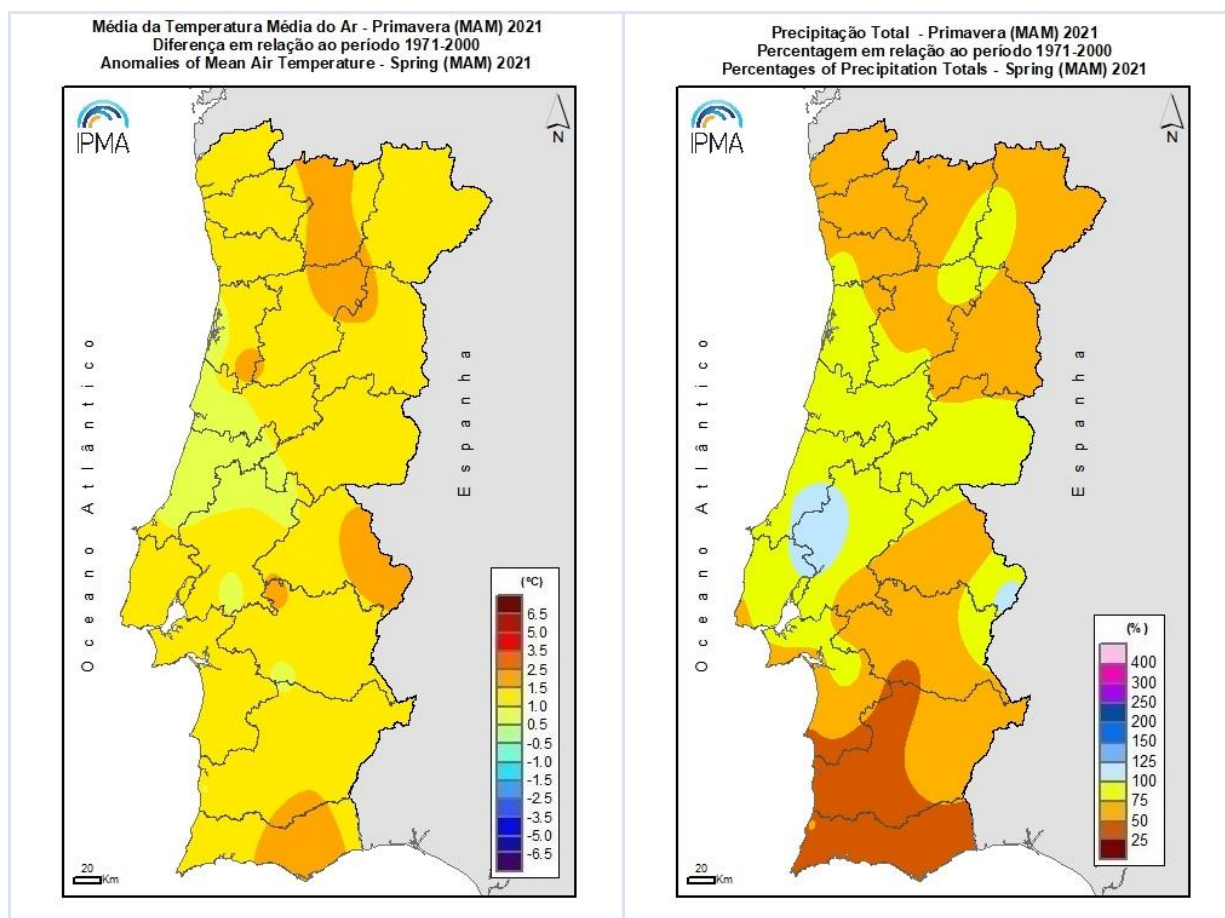 Média da Temperatura Média do Ar - Primavera (MAM) 2021
Diferença em relação ao período 1971-2000
Anomalies of Mean Air Temperature - Spring (MAM) 2021
IPMA
N
Oceano Atlântico
Espanha
(ºC)
6.5
5.0
3.5
2.5
1.5
1.0
0.5
-0.5
-1.0
-1.5
-2.5
-3.5
-5.0
-6.5
20
Km
Precipitação Total - Primavera (MAM) 2021
Percentagem em relação ao período 1971-2000
Percentages of Precipitation Totals - Spring (MAM) 2021
IPMA
N
Oceano Atlântico
Espanha
(%)
400
300
250
200
150
125
100
75
50
25
20
Km